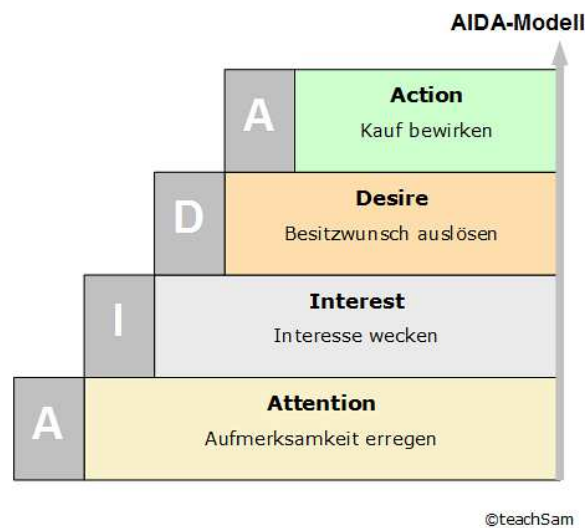 AIDA-Modell
A
Action
Kauf bewirken
D
Desire
Besitzwunsch auslösen
I
Interest
Interesse wecken
A
Attention
Aufmerksamkeit erregen
©teachSam